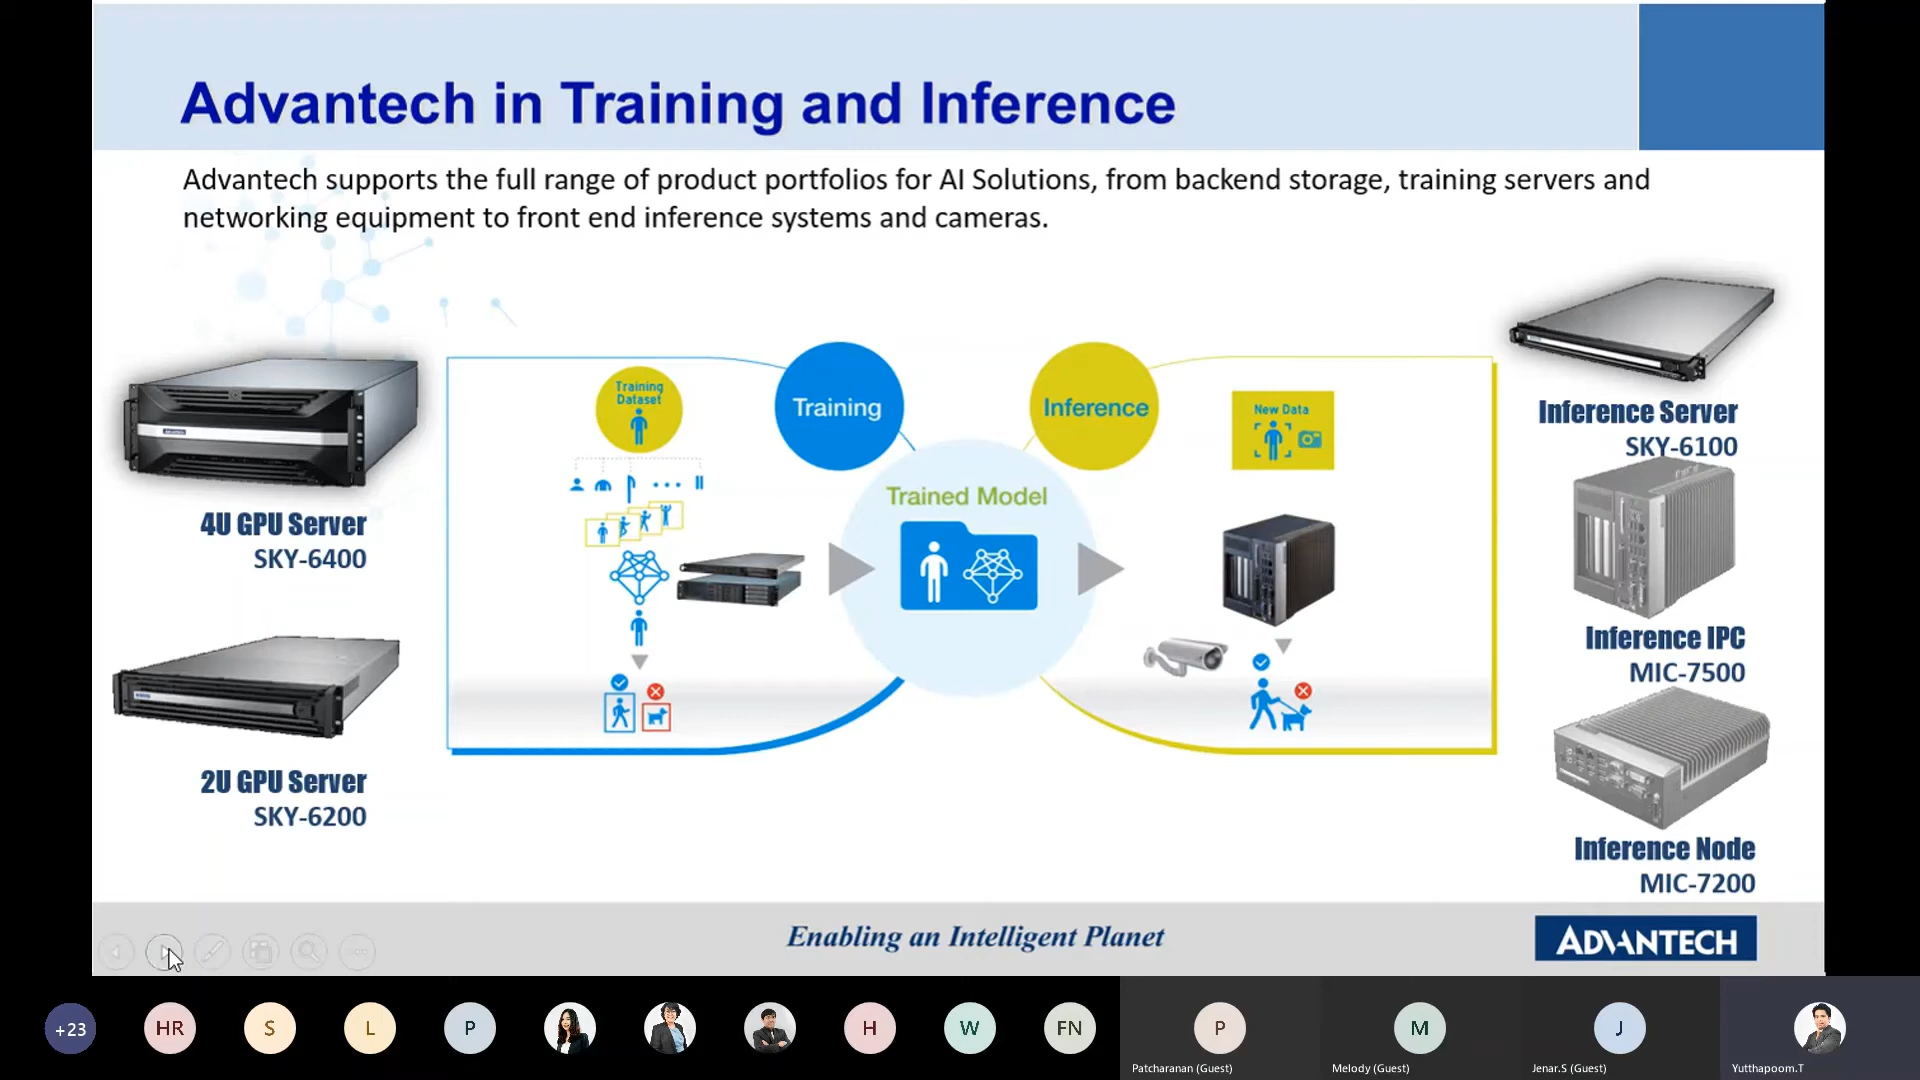 Advantech in Training and Inference
Advantech supports the full range of product portfolios for AI Solutions, from backend storage, training servers and
networking equipment to front end inference systems and cameras.
4U GPU Server
SKY-6400
2U GPU Server
SKY-6200
Training
Dataset
Training
Trained Model
Inference
New Data
Inference Server
SKY-6100
Inference IPC
MIC-7500
Inference Node
MIC-7200
Enabling an Intelligent Planet
ADVANTECH
+23
HR
S
L
P
H
W
FN
P
Patcharanan (Guest)
M
Melody (Guest)
J
Jenar.S (Guest)
Yutthapoom.T